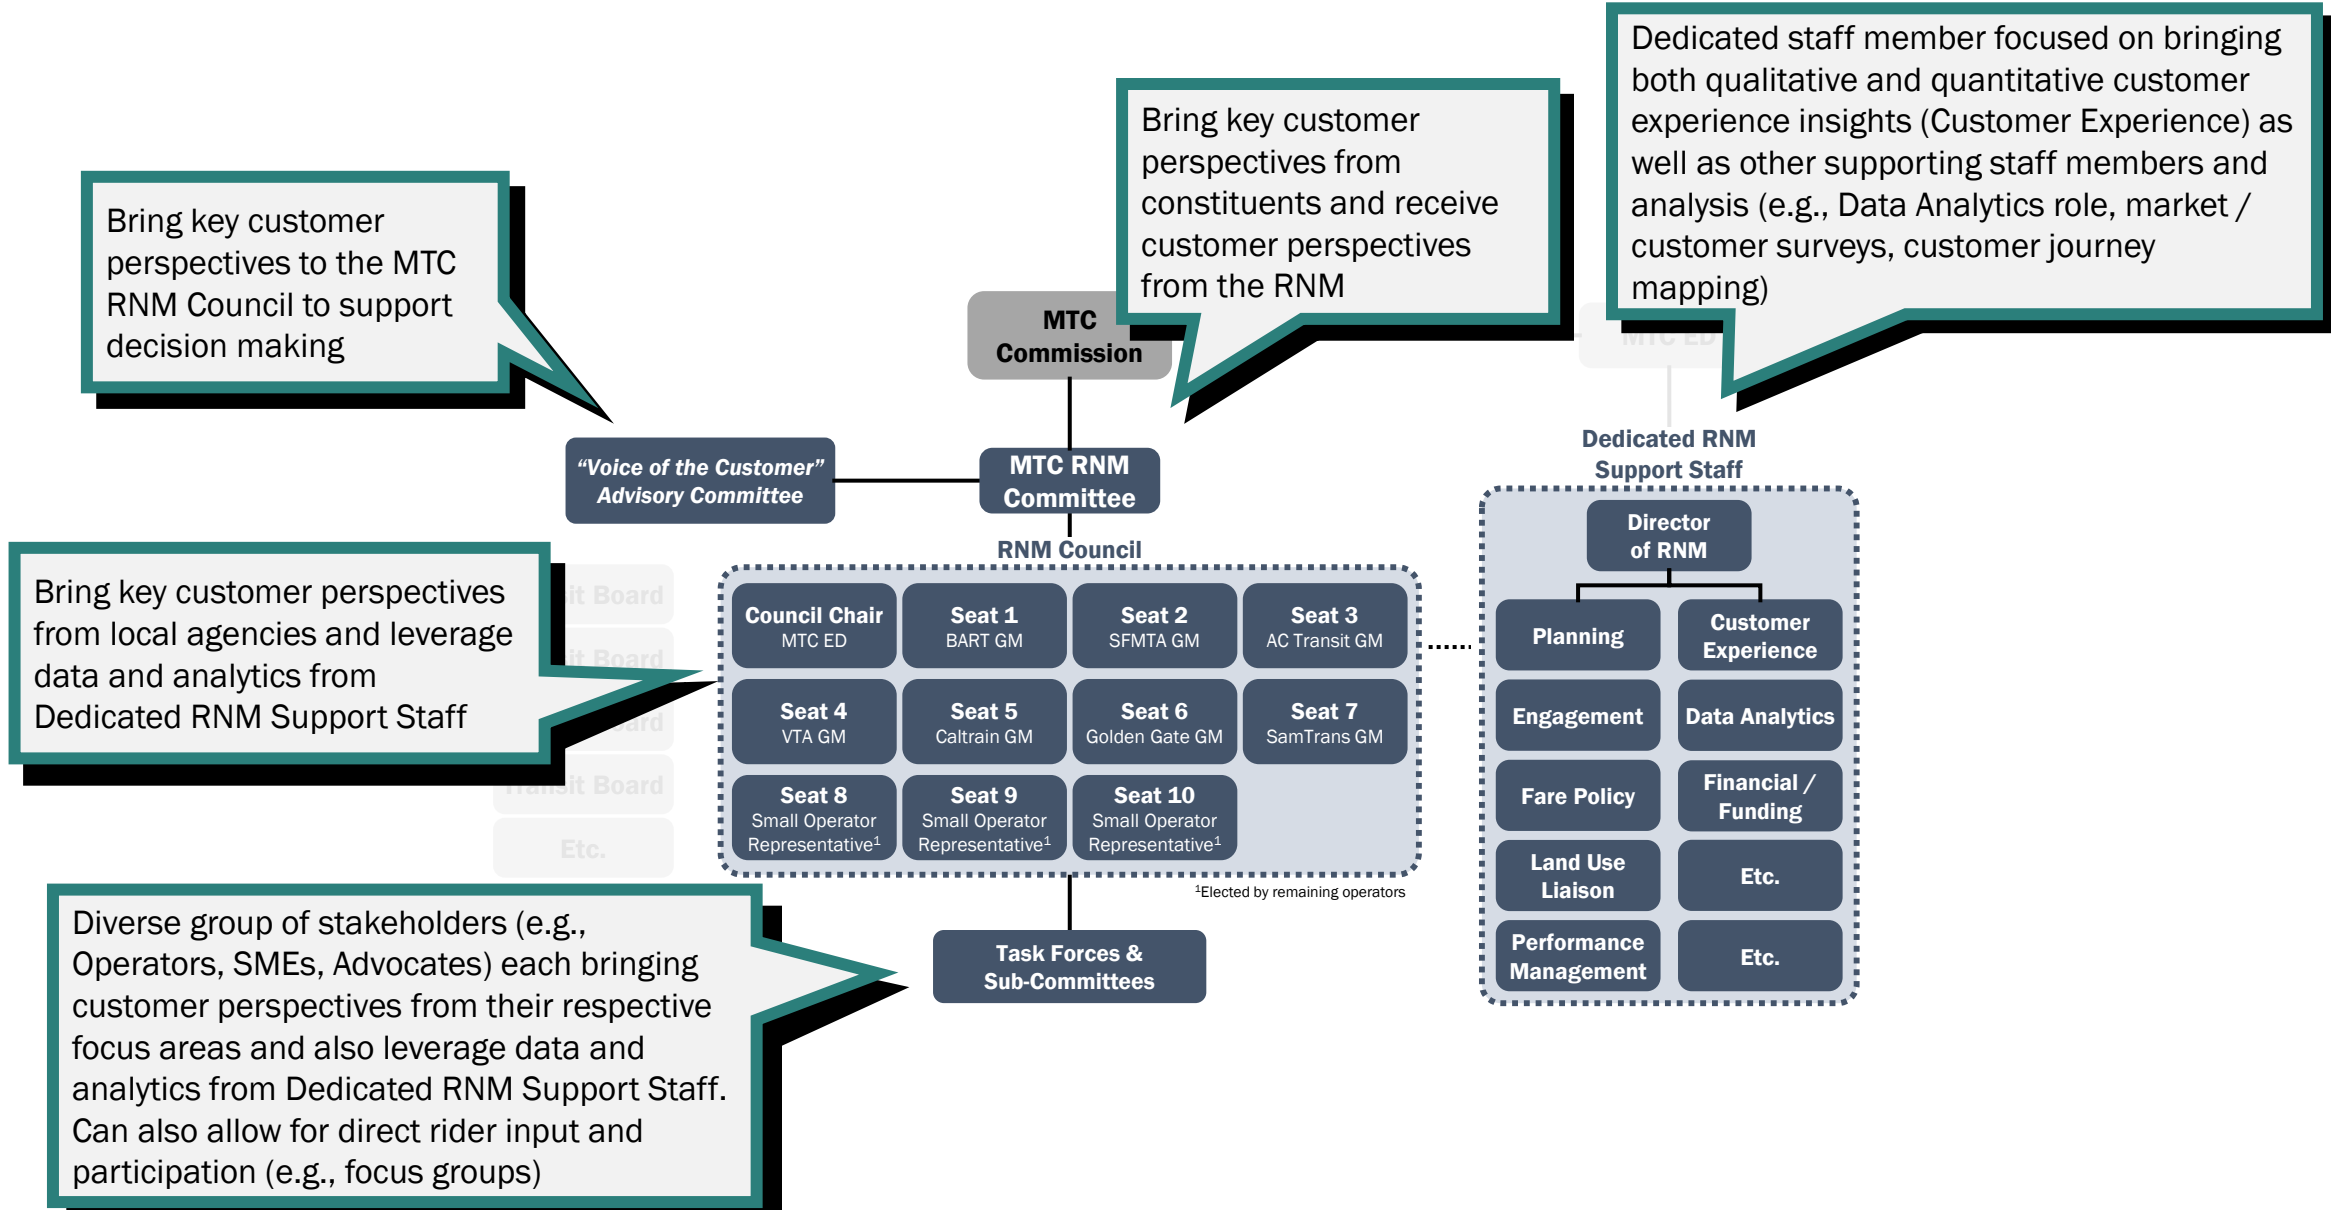 Dedicated staff member focused on bringing
both qualitative and quantitative customer
experience insights (Customer Experience) as
well as other supporting staff members and
analysis (e.g., Data Analytics role, market /
customer surveys, customer journey
mapping)
Bring key customer
perspectives from
constituents and receive
customer perspectives
from the RNM
Bring key customer
perspectives to the MTC
RNM Council to support
decision making
MTC
Commission
MTC ED
“Voice of the Customer”
Advisory Committee
MTC RNM
Committee
Dedicated RNM
Support Staff
Bring key customer perspectives
from local agencies and leverage
data and analytics from
Dedicated RNM Support Staff
it Board
it Board
ard
Transit Board
Etc.
RNM Council
Council Chair
MTC ED
Seat 1
BART GM
Seat 2
SFMTA GM
Seat 3
AC Transit GM
Seat 4
VTA GM
Seat 5
Caltrain GM
Seat 6
Golden Gate GM
Seat 7
SamTrans GM
Seat 8
Small Operator
Representative¹
Seat 9
Small Operator
Representative¹
Seat 10
Small Operator
Representative¹
¹Elected by remaining operators
Director
of RNM
Planning
Customer
Experience
Engagement
Data Analytics
Fare Policy
Financial /
Funding
Land Use
Liaison
Etc.
Performance
Management
Etc.
Diverse group of stakeholders (e.g.,
Operators, SMEs, Advocates) each bringing
customer perspectives from their respective
focus areas and also leverage data and
analytics from Dedicated RNM Support Staff.
Can also allow for direct rider input and
participation (e.g., focus groups)
Task Forces &
Sub-Committees